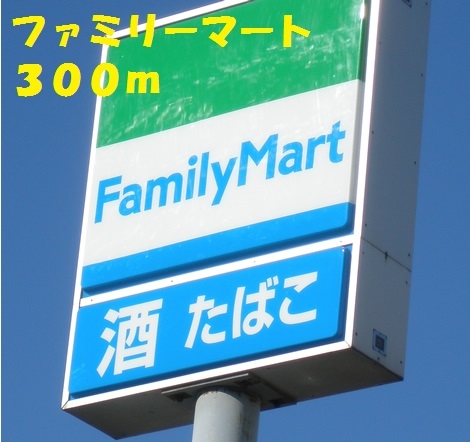 ファミリーマート
300m
FamilyMart
酒 たばこ